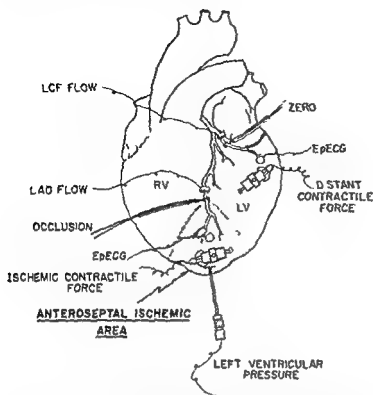 LCF FLOW
ZERO
EpECG
LAD FLOW
RV
LV
DISTANT
CONTRACTILE
FORCE
OCCLUSION
EpECG
ISCHEMIC CONTRACTILE
FORCE
ANTEROSEPTAL ISCHEMIC
AREA
LEFT VENTRICULAR
PRESSURE